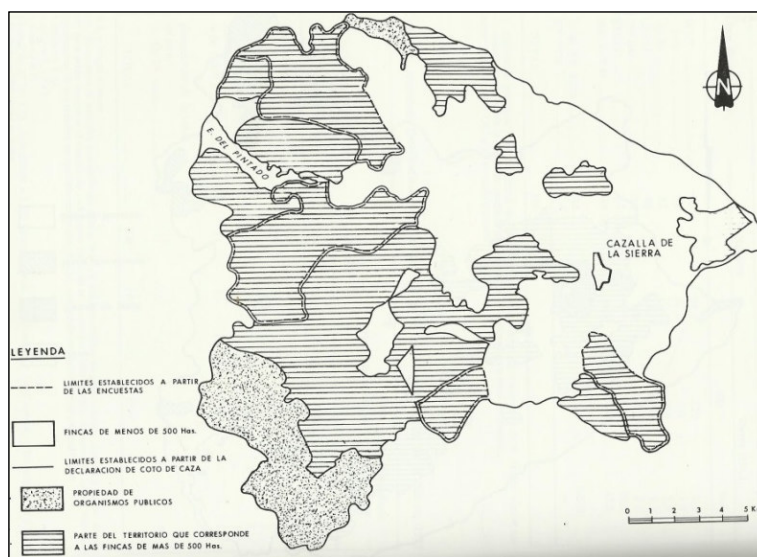 N
E. DEL PINTADO
CAZALLA DE
LA SIERRA
LEYENDA
LIMITES ESTABLECIDOS A PARTIR
DE LAS ENCUESTAS
FINCAS DE MENOS DE 500 Has.
LIMITES ESTABLECIDOS A PARTIR DE LA
DECLARACION DE COTO DE CAZA
PROPIEDAD DE
ORGANISMOS PUBLICOS
PARTE DEL TERRITORIO QUE CORRESPONDE
A LAS FINCAS DE MAS DE 500 Has.
0 1 2 3 4 5 K